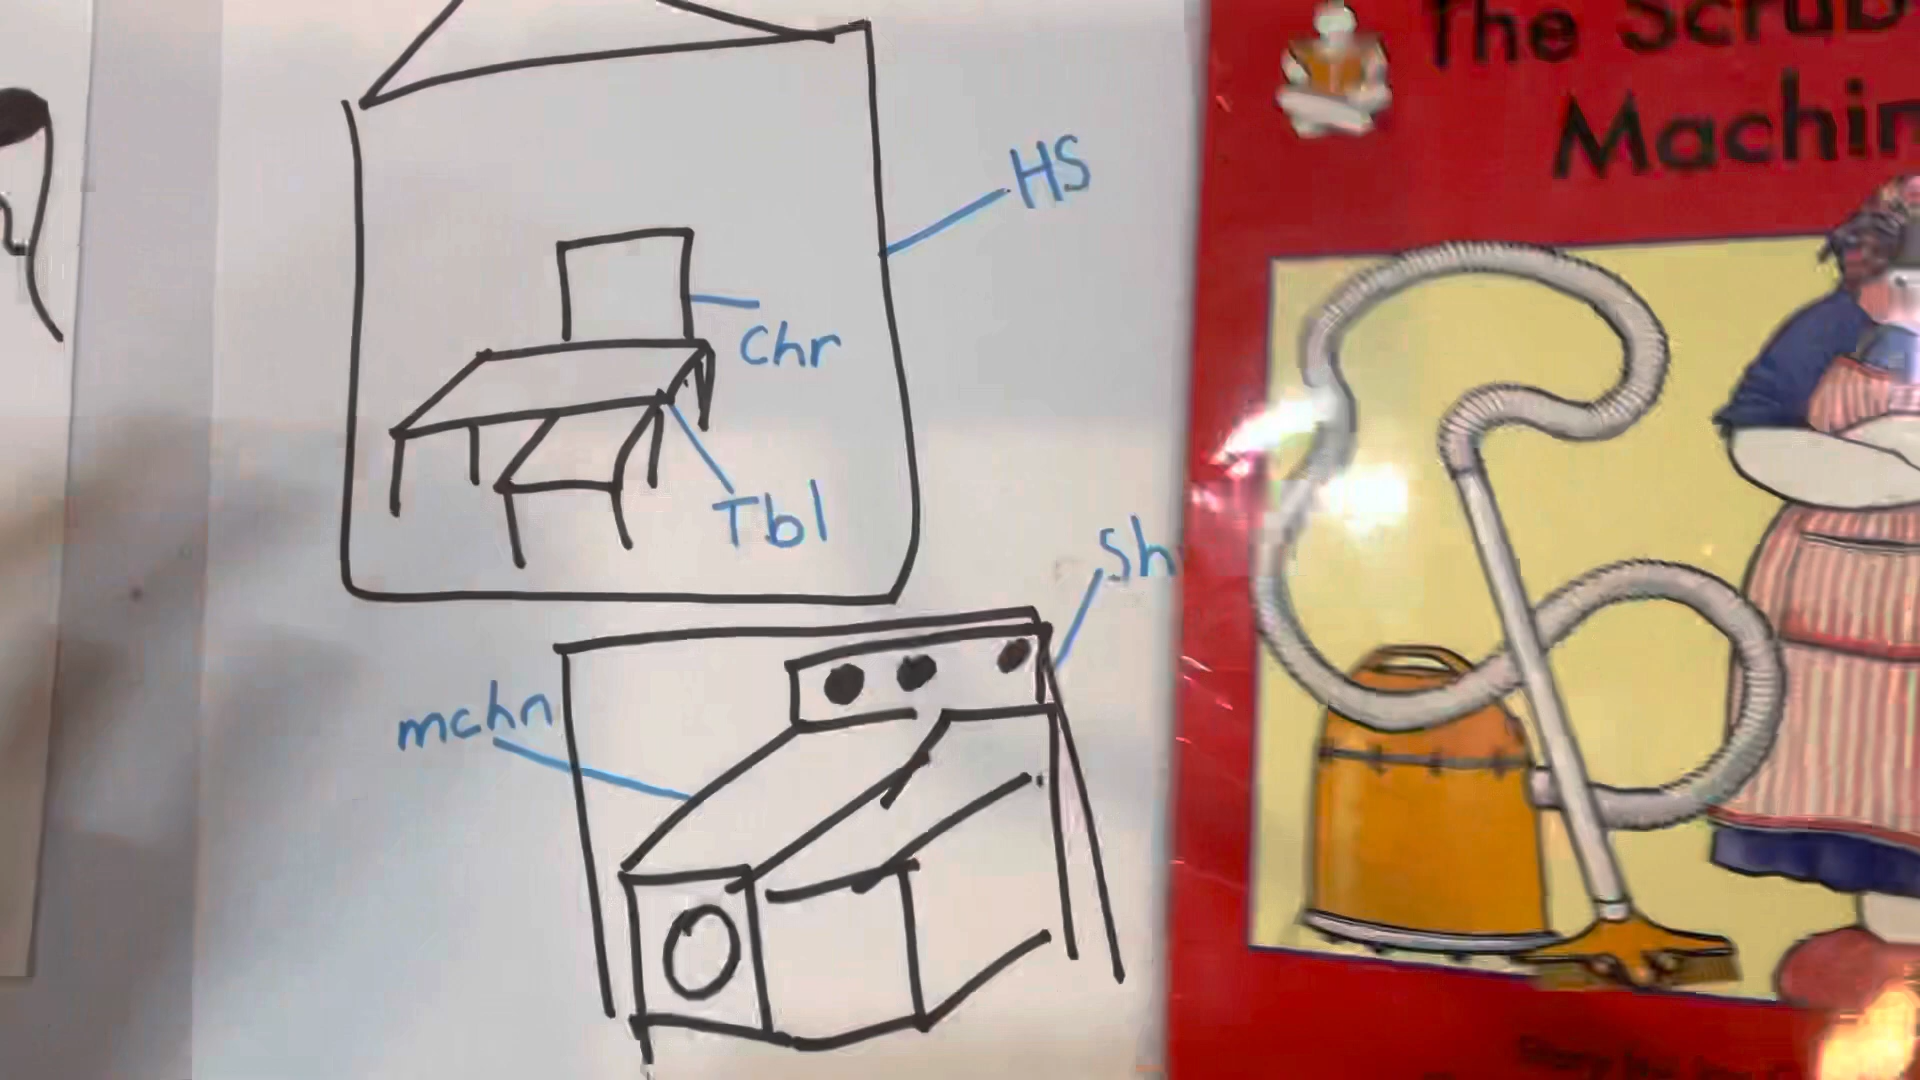 HS
Chr
Tbl
Sh
mchn
The Scrub
Machin